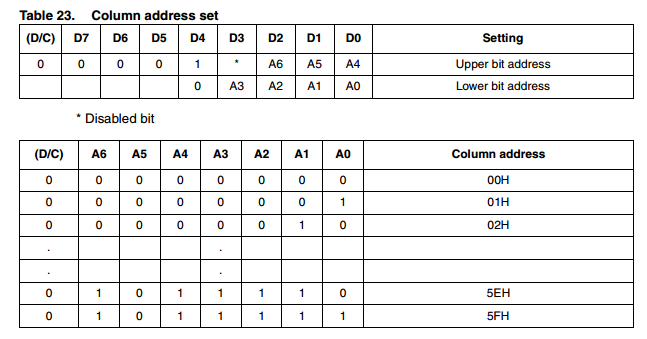 Table 23. Column address set
(D/C) D7 D6 D5 D4 D3 D2 D1 D0 Setting
0 0 0 0 1 * A6 A5 A4 Upper bit address
0 A3 A2 A1 A0 Lower bit address
* Disabled bit
(D/C) A6 A5 A4 A3 A2 A1 A0 Column address
0 0 0 0 0 0 0 0 00H
0 0 0 0 0 0 0 1 01H
0 0 0 0 0 0 1 0 02H
. .
. .
0 1 0 1 1 1 1 0 5EH
0 1 0 1 1 1 1 1 5FH